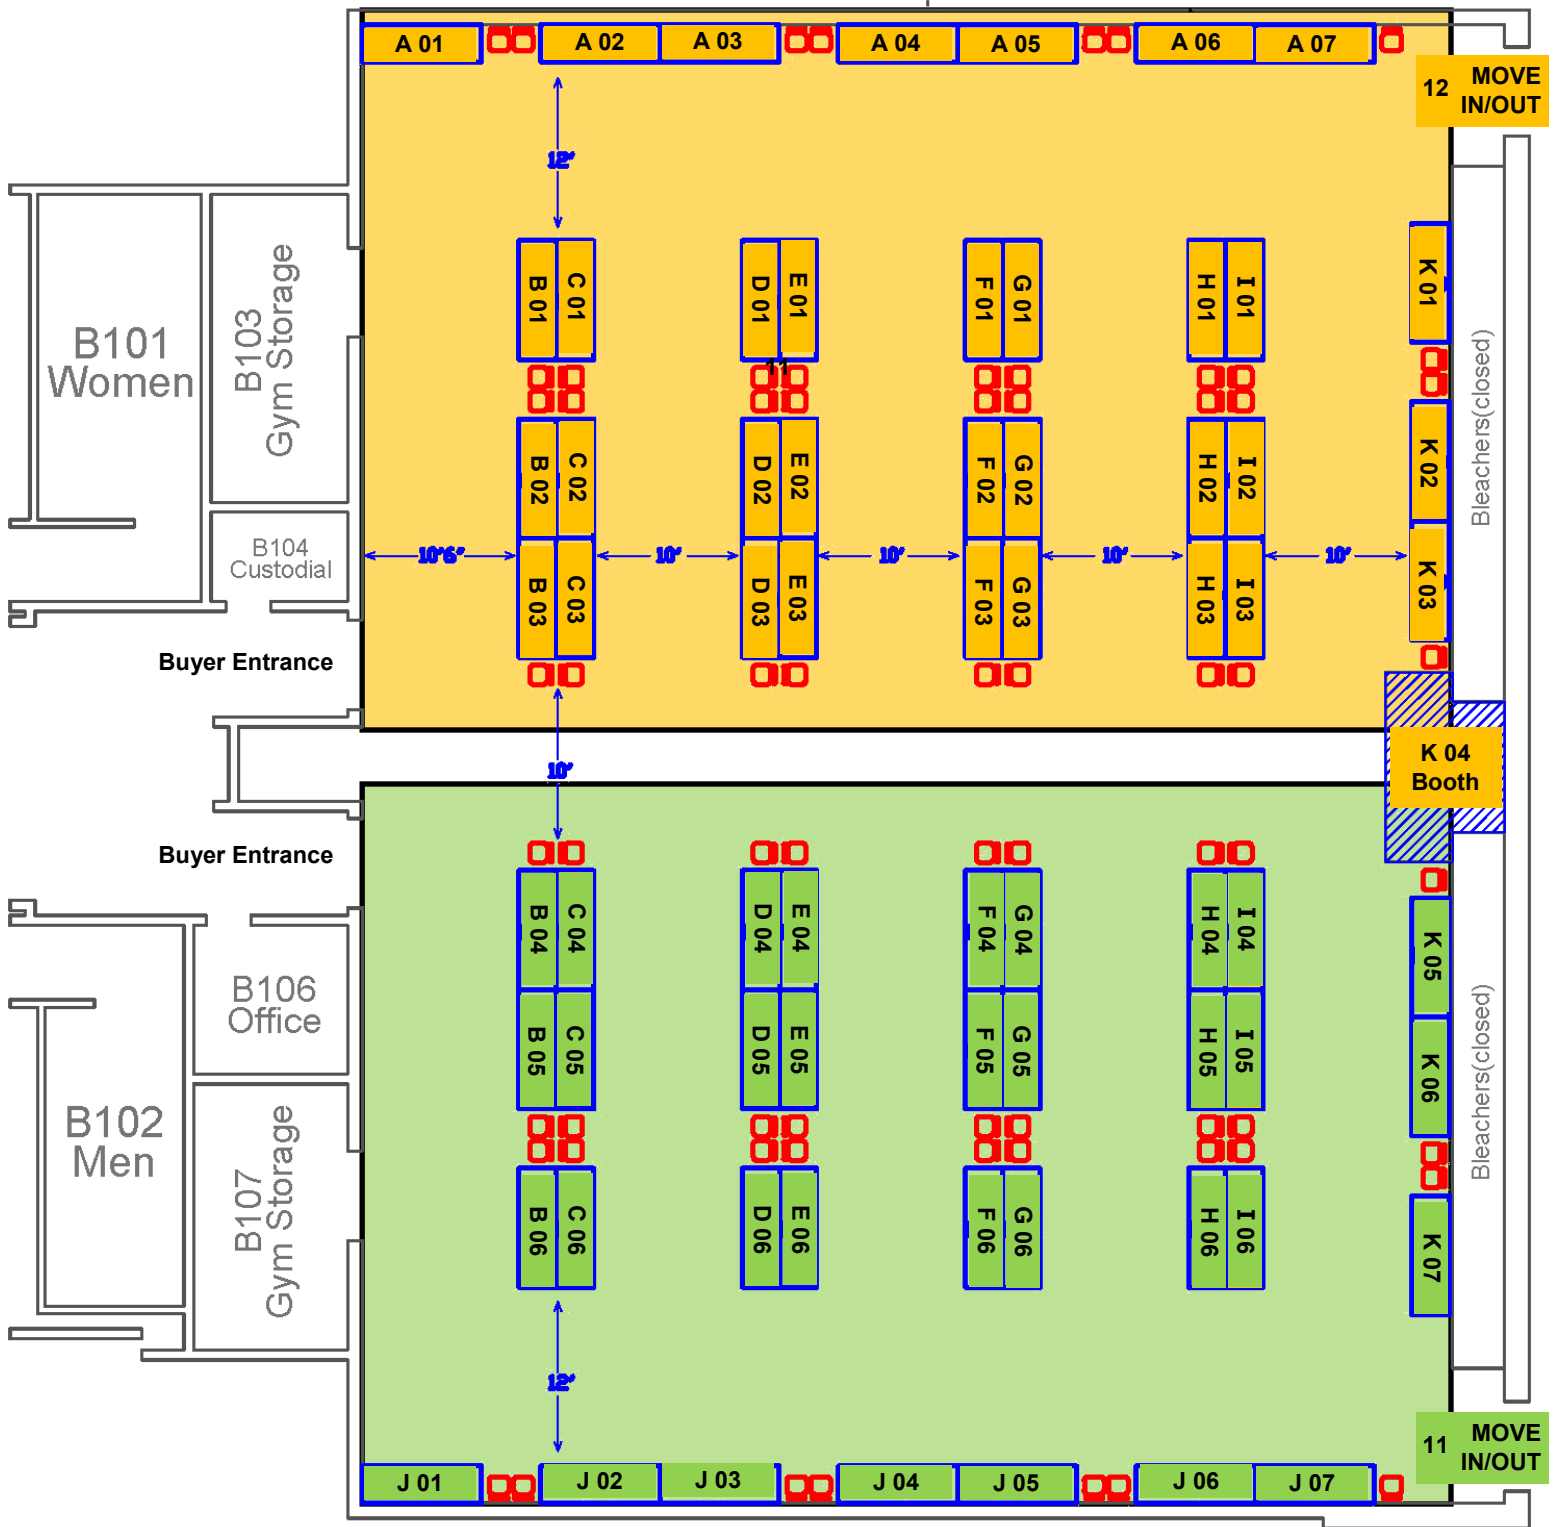 A 01
A 02
A 03
A 04
A 05
A 06
A 07
12 MOVE
IN/OUT
12'
B101
Women
B103
Gym Storage
B 01
C 01
D 01
E 01
F 01
G 01
H 01
I 01
K 01
11
Bleachers(closed)
B 02
C 02
D 02
E 02
F 02
G 02
H 02
I 02
K 02
B104
Custodial
10'6"
10'
10'
10'
10'
B 03
C 03
D 03
E 03
F 03
G 03
H 03
I 03
K 03
Buyer Entrance
10'
K 04
Booth
Buyer Entrance
B 04
C 04
D 04
E 04
F 04
G 04
H 04
I 04
K 05
B106
Office
B 05
C 05
D 05
E 05
F 05
G 05
H 05
I 05
K 06
Bleachers(closed)
B102
Men
B107
Gym Storage
B 06
C 06
D 06
E 06
F 06
G 06
H 06
I 06
K 07
12'
11 MOVE
IN/OUT
J 01
J 02
J 03
J 04
J 05
J 06
J 07